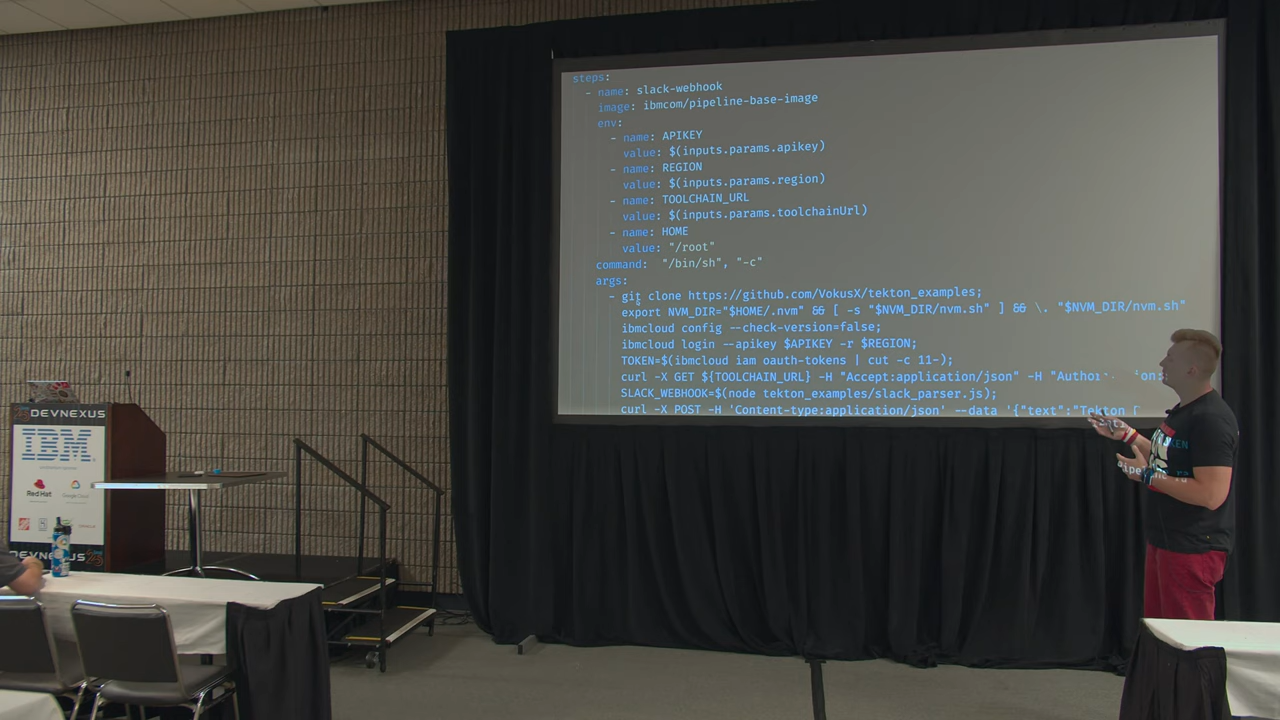 steps:
- name: slack-webhook
image: ibmcom/pipeline-base-image
env:
- name: APIKEY
value: $(inputs.params.apikey)
- name: REGION
value: $(inputs.params.region)
- name: TOOLCHAIN_URL
value: $(inputs.params.toolchainUrl)
- name: HOME
value: "/root"
command: "/bin/sh", "-c"
args:
- git clone https://github.com/VokusX/tekton_examples;
export NVM_DIR="$HOME/.nvm" && [ -s "$NVM_DIR/nvm.sh" ] && \. "$NVM_DIR/nvm.sh"
ibmcloud config --check-version=false;
ibmcloud login --apikey $APIKEY -r $REGION;
TOKEN=$(ibmcloud iam oauth-tokens | cut -c 11-);
curl -X GET ${TOOLCHAIN_URL} -H "Accept:application/json" -H "Author
SLACK_WEBHOOK=$(node tekton_examples/slack_parser.js);
curl -X POST -H 'Content-type:application/json' --data '{"text":"Tekton
DEVNEXUS
IBM
Red Hat
Google Cloud
DEVNEXUS